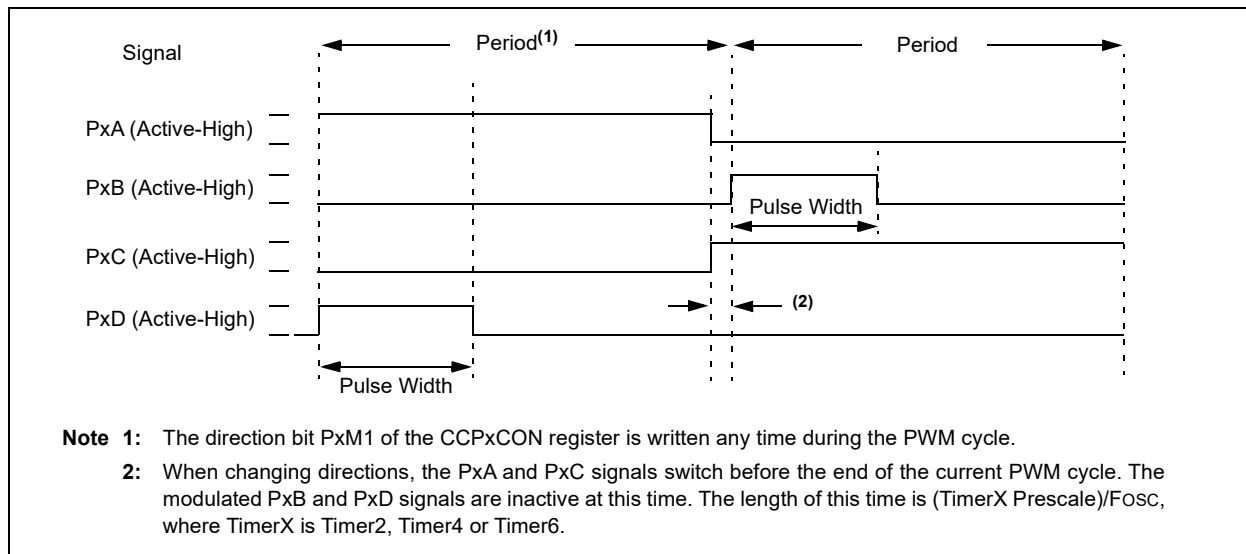 Signal
Period(1)
Period
PxA (Active-High)
PxB (Active-High)
Pulse Width
PxC (Active-High)
PxD (Active-High)
(2)
Pulse Width
Note 1: The direction bit PxM1 of the CCPxCON register is written any time during the PWM cycle.
2: When changing directions, the PxA and PxC signals switch before the end of the current PWM cycle. The
modulated PxB and PxD signals are inactive at this time. The length of this time is (TimerX Prescale)/FOSC,
where TimerX is Timer2, Timer4 or Timer6.